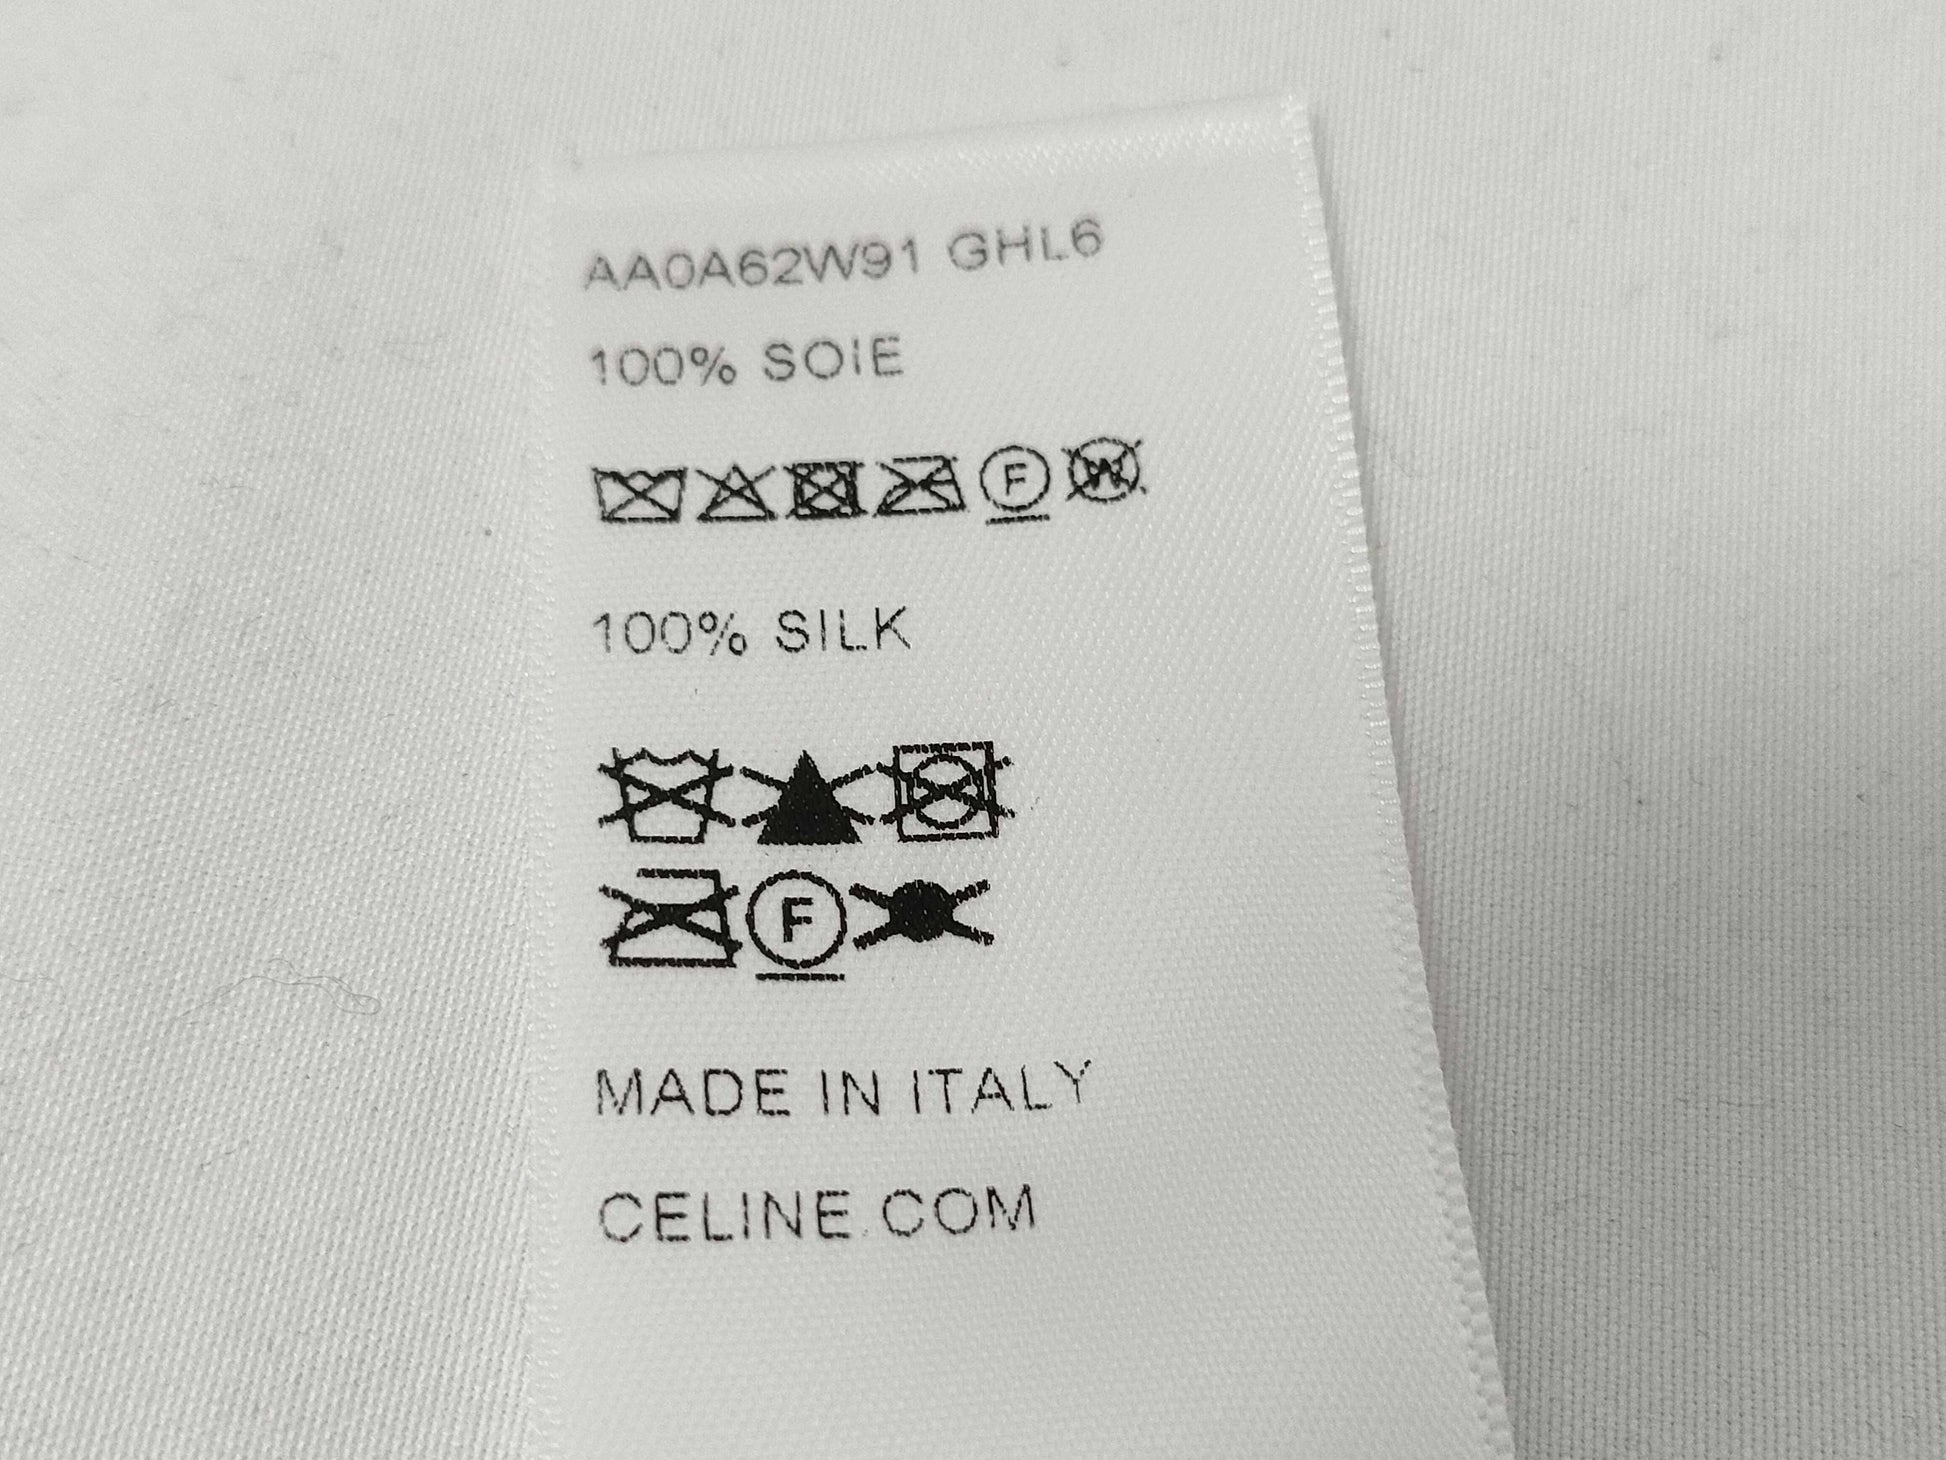 AA0A62W91 GHL6
100% SOIE
F W
100% SILK
F
MADE IN ITALY
CELINE.COM